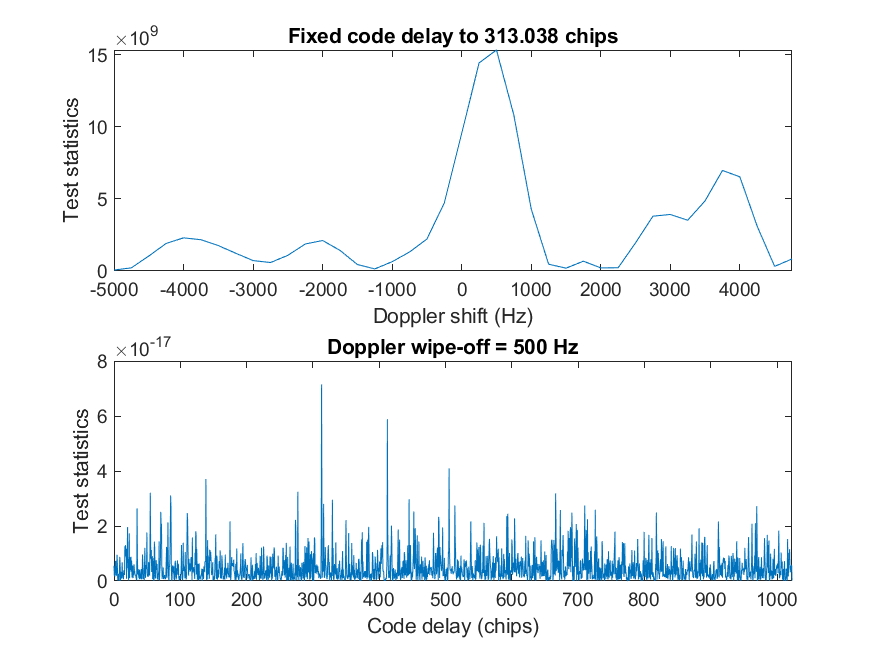 ×10^9
Fixed code delay to 313.038 chips
15
10
5
0
Test statistics
-5000 -4000 -3000 -2000 -1000 0 1000 2000 3000 4000
Doppler shift (Hz)
×10^-17
Doppler wipe-off = 500 Hz
8
6
4
2
0
Test statistics
0 100 200 300 400 500 600 700 800 900 1000
Code delay (chips)